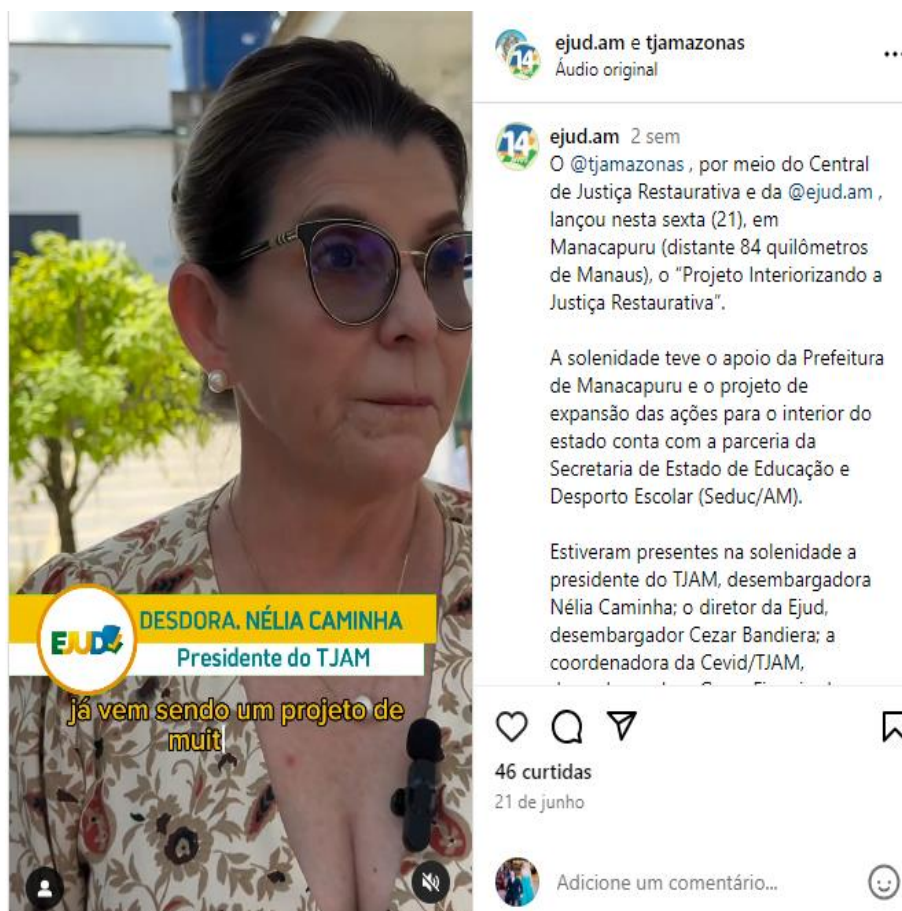 EJUD
DESDORA. NÉLIA CAMINHA
Presidente do TJAM
já vem sendo um projeto de
muit
14
ejud.am e tjamazonas
Áudio original
14
ejud.am 2 sem
O @tjamazonas , por meio do Central
de Justiça Restaurativa e da @ejud.am ,
lançou nesta sexta (21), em
Manacapuru (distante 84 quilômetros
de Manaus), o “Projeto Interiorizando a
Justiça Restaurativa”.
A solenidade teve o apoio da Prefeitura
de Manacapuru e o projeto de
expansão das ações para o interior do
estado conta com a parceria da
Secretaria de Estado de Educação e
Desporto Escolar (Seduc/AM).
Estiveram presentes na solenidade a
presidente do TJAM, desembargadora
Nélia Caminha; o diretor da Ejud,
desembargador Cezar Bandiera; a
coordenadora da Cevid/TJAM,
46 curtidas
21 de junho
Adicione um comentário...